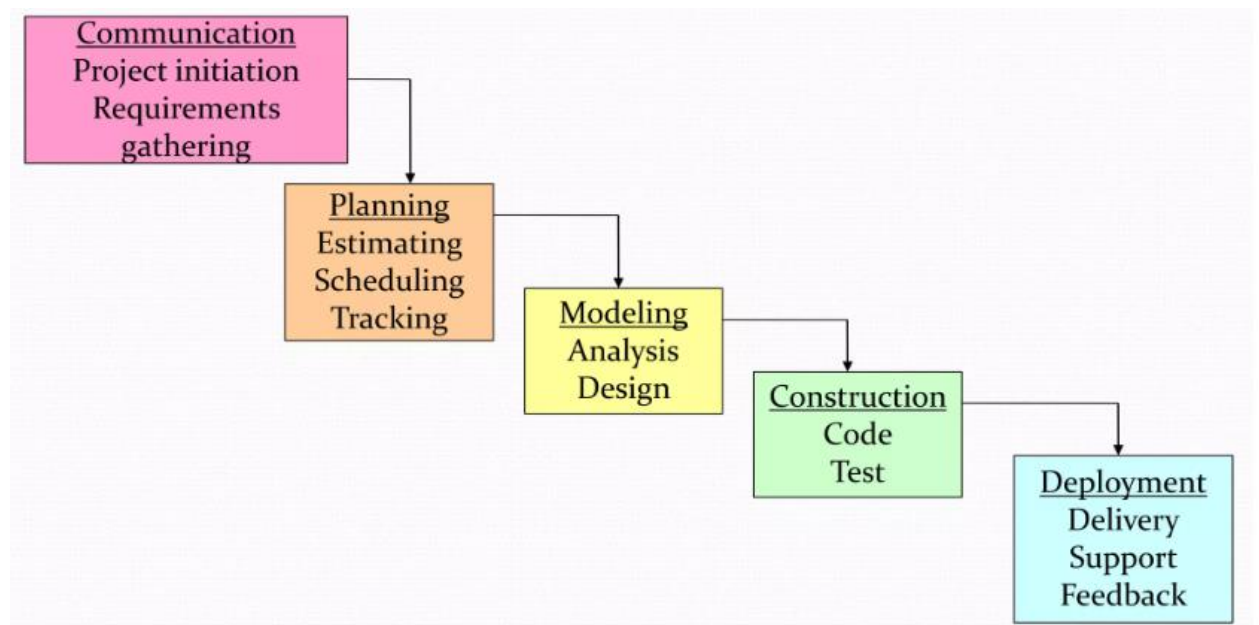 Communication
Project initiation
Requirements
gathering
Planning
Estimating
Scheduling
Tracking
Modeling
Analysis
Design
Construction
Code
Test
Deployment
Delivery
Support
Feedback